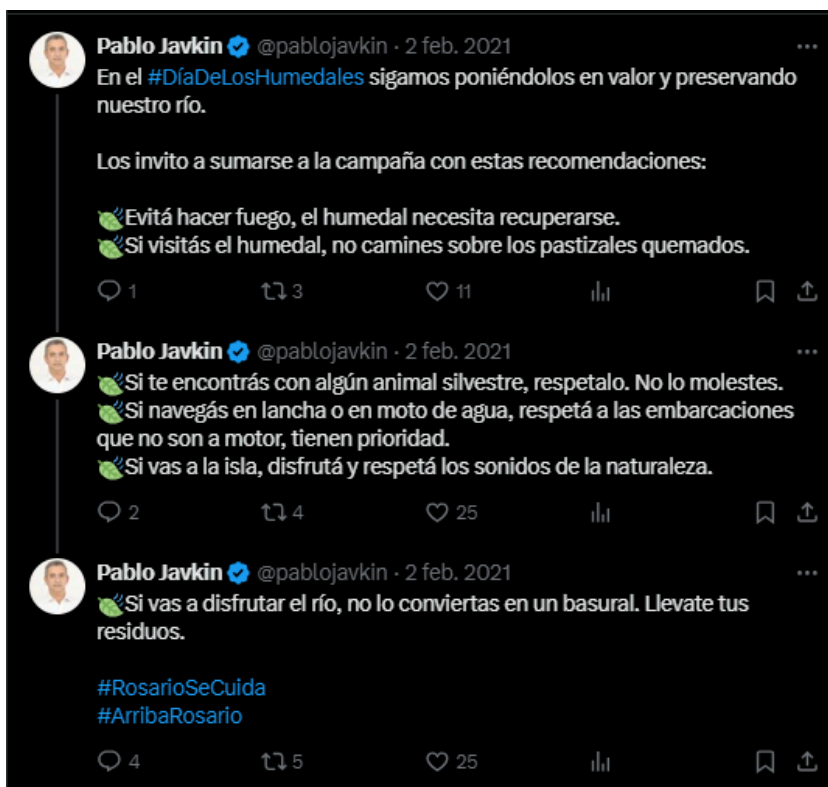 Pablo Javkin @pablojavkin · 2 feb. 2021
En el #DíaDeLosHumedales sigamos poniéndolos en valor y preservando
nuestro río.
Los invito a sumarse a la campaña con estas recomendaciones:
🍃Evitá hacer fuego, el humedal necesita recuperarse.
🍃Si visitás el humedal, no camines sobre los pastizales quemados.
1 3 11
Pablo Javkin @pablojavkin · 2 feb. 2021
🍃Si te encontrás con algún animal silvestre, respetalo. No lo molestes.
🍃Si navegás en lancha o en moto de agua, respetá a las embarcaciones
que no son a motor, tienen prioridad.
🍃Si vas a la isla, disfrutá y respetá los sonidos de la naturaleza.
2 4 25
Pablo Javkin @pablojavkin · 2 feb. 2021
🍃Si vas a disfrutar el río, no lo conviertas en un basural. Llevate tus
residuos.
#RosarioSeCuida
#ArribaRosario
4 5 25